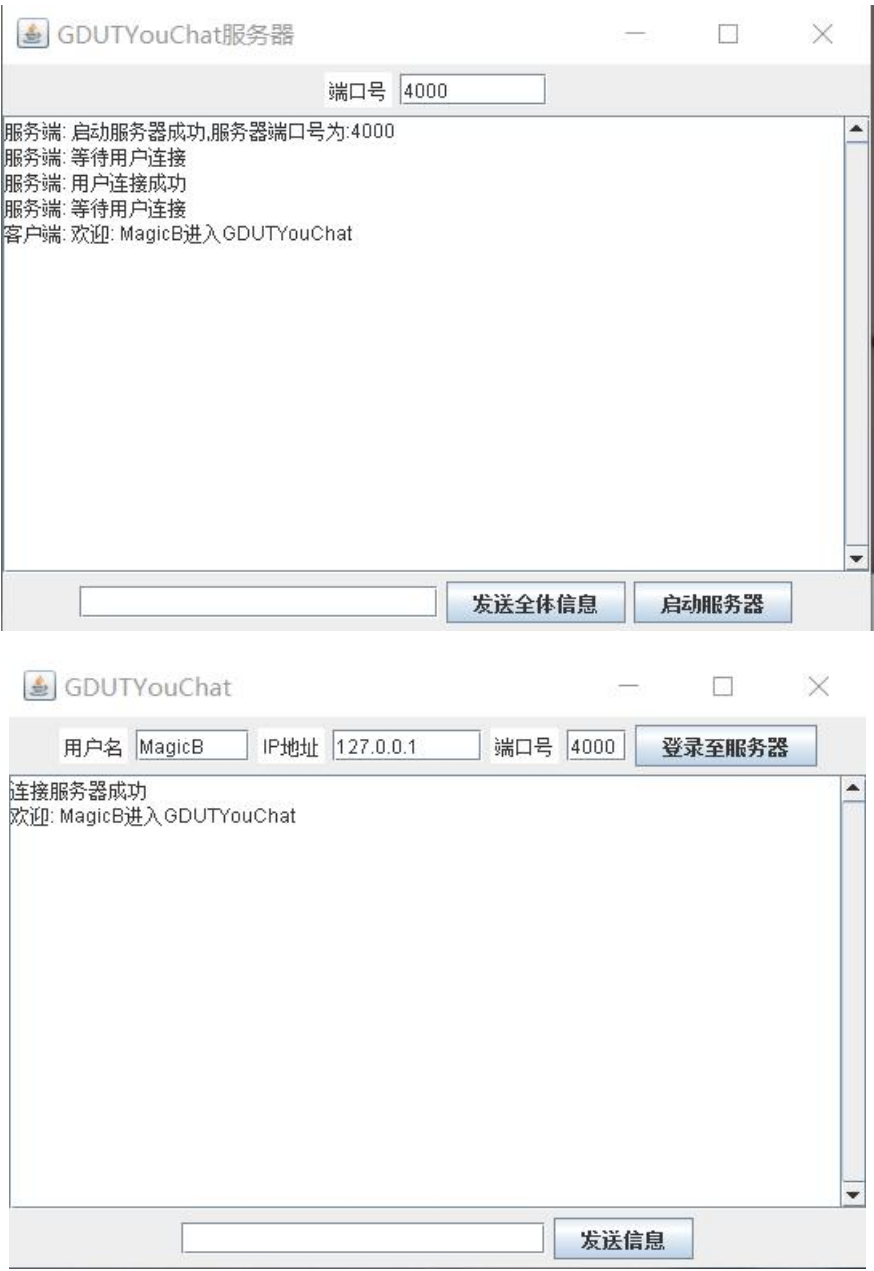 GDUTYouChat服务器
端口号 4000
服务端: 启动服务器成功,服务器端口号为:4000
服务端: 等待用户连接
服务端: 用户连接成功
服务端: 等待用户连接
客户端: 欢迎: MagicB进入GDUTYouChat
发送全体信息 启动服务器
GDUTYouChat
用户名 MagicB IP地址 127.0.0.1 端口号 4000 登录至服务器
连接服务器成功
欢迎: MagicB进入GDUTYouChat
发送信息